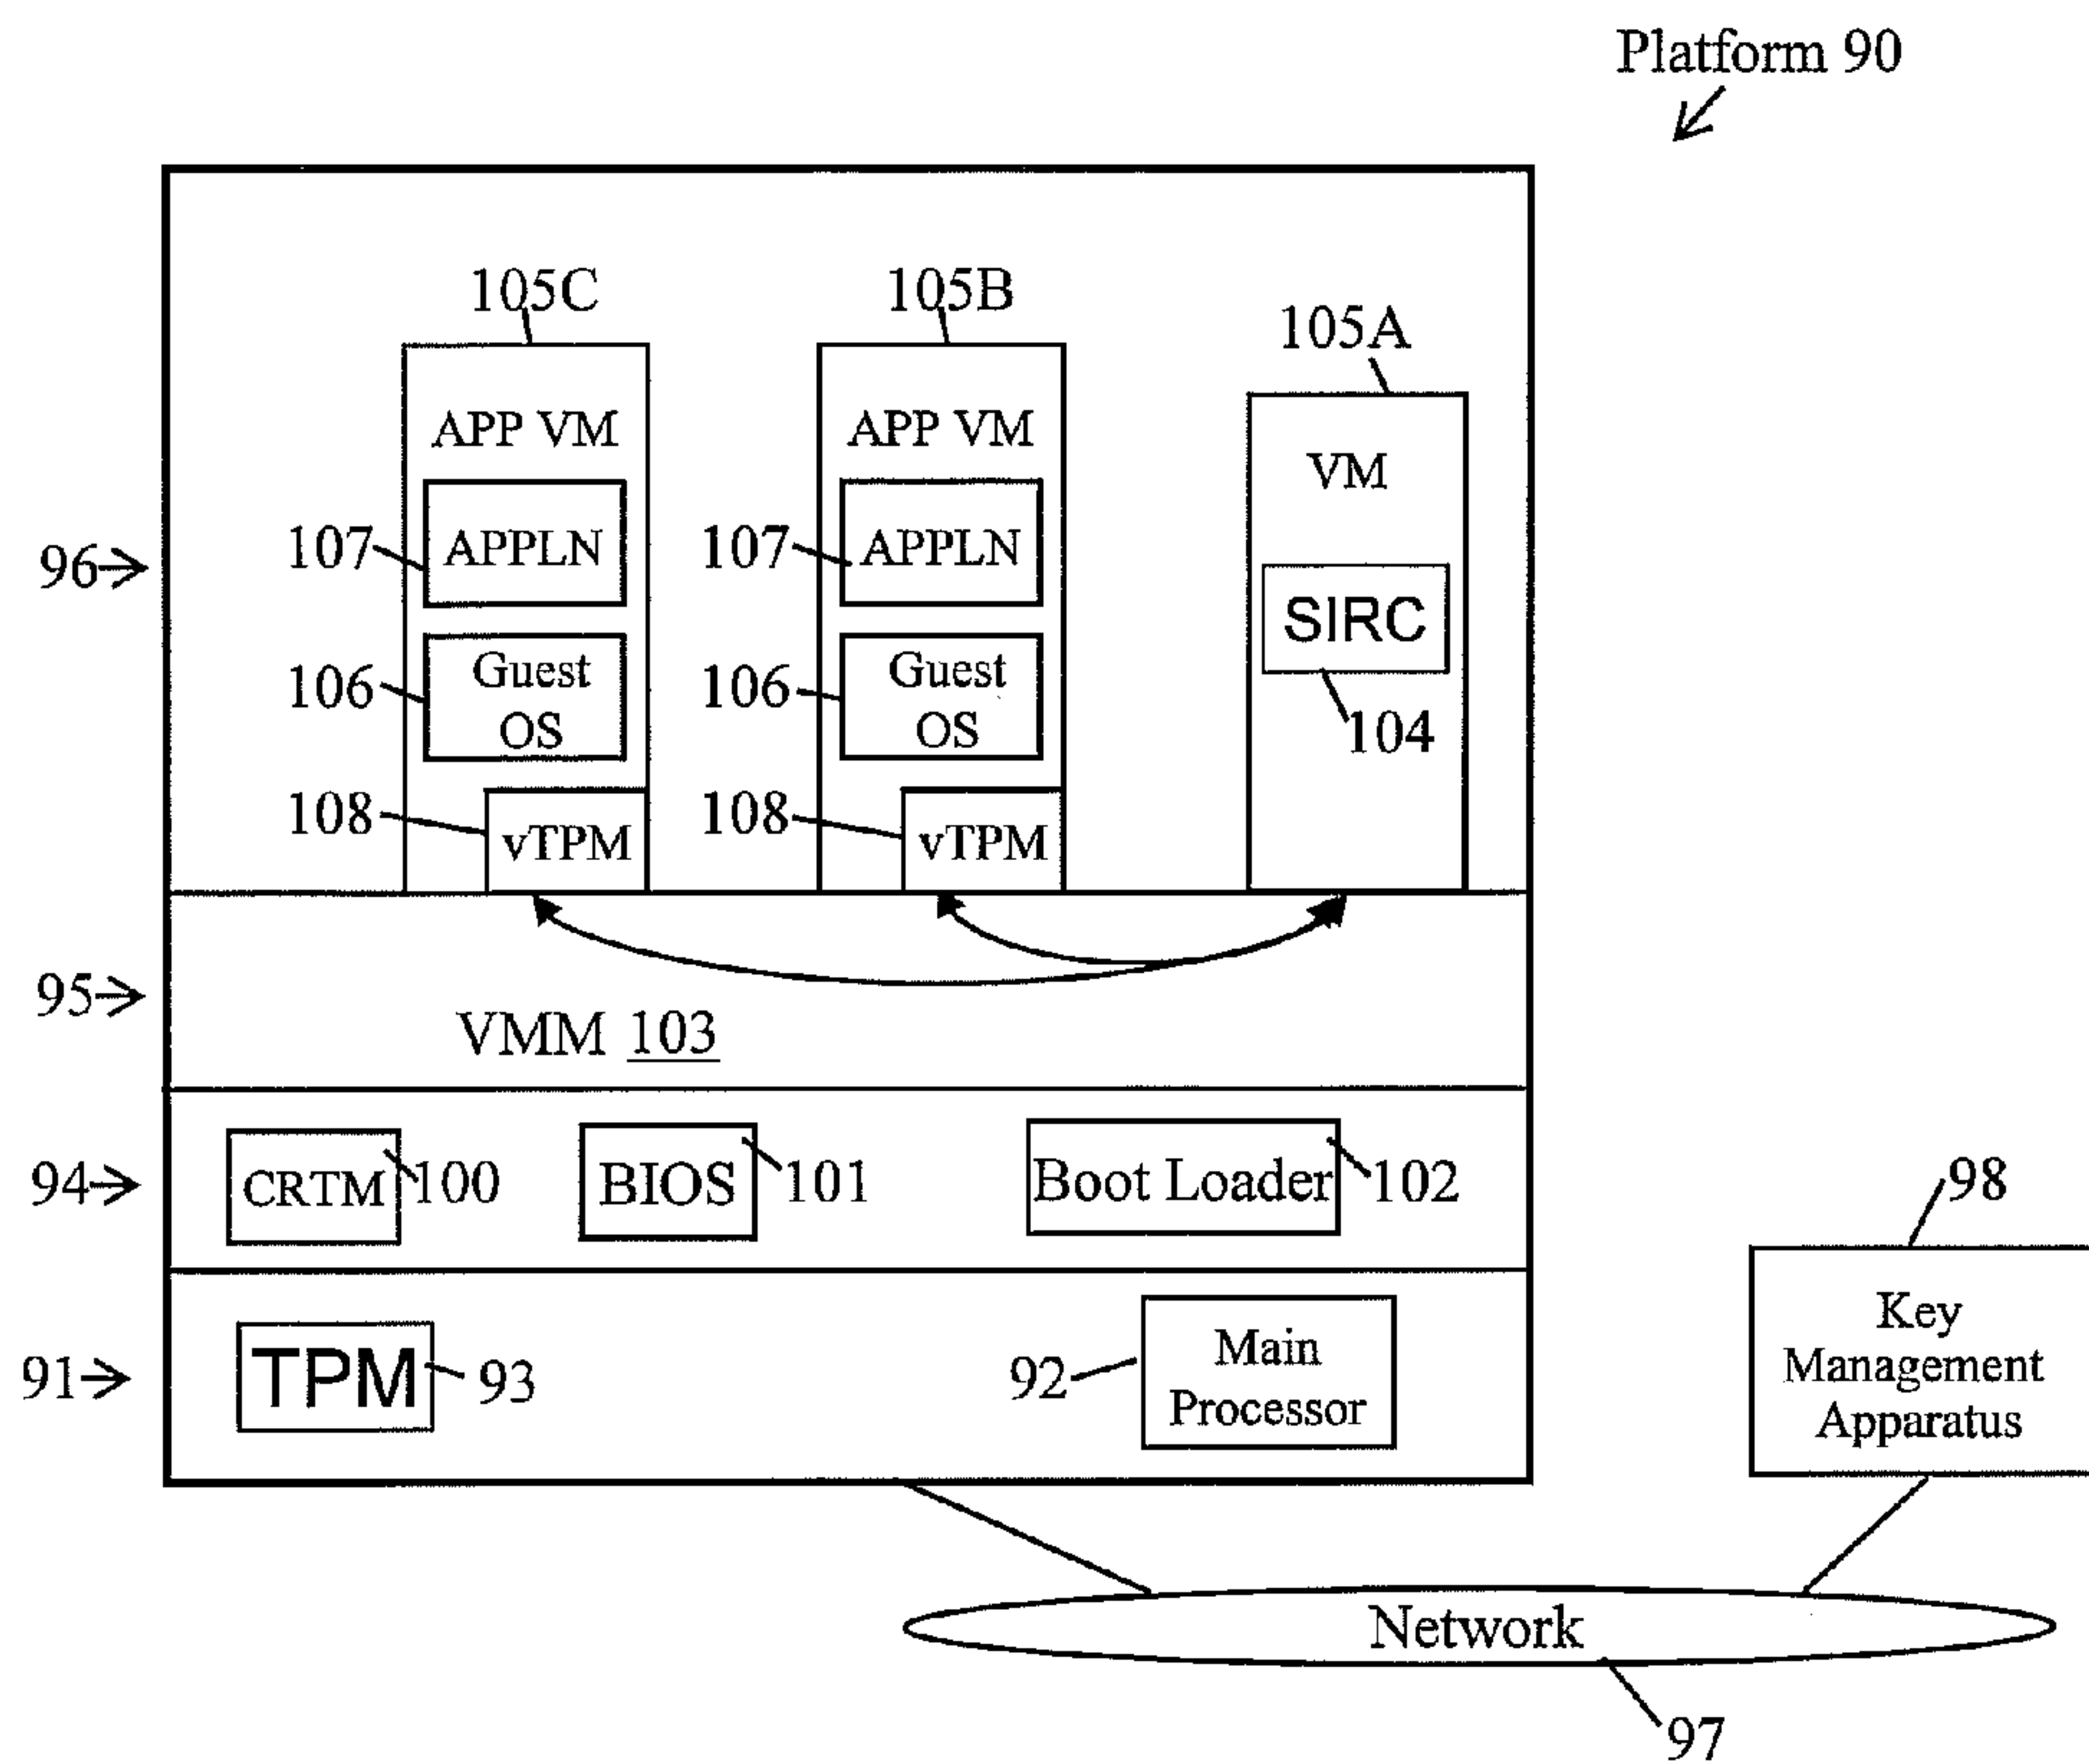 Platform 90
105C
105B
105A
APP VM
APP VM
VM
96
107
APPLN
107
APPLN
SIRC
106
Guest
OS
106
Guest
OS
104
108
vTPM
108
vTPM
95
VMM 103
94
CRTM
100
BIOS
101
Boot Loader
102
98
91
TPM
93
92
Main
Processor
Key
Management
Apparatus
Network
97